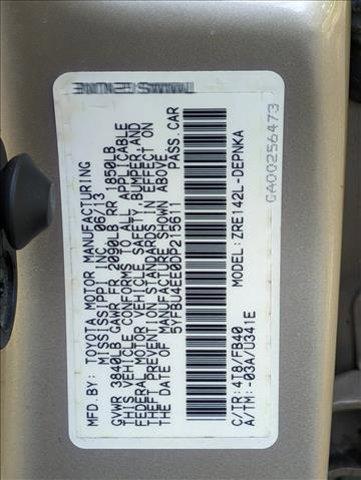 MFD. BY: TOYOTA MOTOR MANUFACTURING
MISSISSIPPI INC. 06/13
GVWR 3840LB GAWR FR 2090LB RR 1850LB
THIS VEHICLE CONFORMS TO ALL APPLICABLE
FEDERAL MOTOR VEHICLE SAFETY, BUMPER, AND
THEFT PREVENTION STANDARDS IN EFFECT ON
THE DATE OF MANUFACTURE SHOWN ABOVE.
5YFBU4EE0DP215611 PASS.CAR
C/TR: 4T8/FB40 MODEL: ZRE142L-DEPNKA
A/TM: -03A/U341E
CA00256473